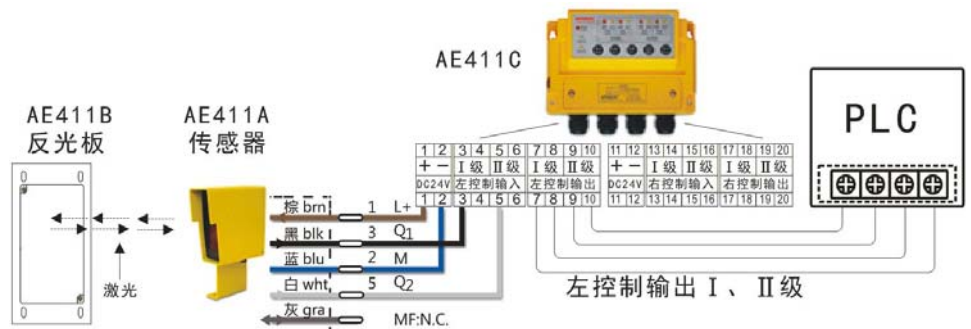 AE411C
AE411B
反光板
AE411A
传感器
PLC
1 2 3 4 5 6 7 8 9 10 11 12 13 14 15 16 17 18 19 20
+ - Ⅰ级 Ⅱ级 Ⅰ级 Ⅱ级 + - Ⅰ级 Ⅱ级 Ⅰ级 Ⅱ级
DC24V 左控制输入 左控制输出 DC24V 右控制输入 右控制输出
1 2 3 4 5 6 7 8 9 10 11 12 13 14 15 16 17 18 19 20
棕 brn 1 L+
黑 blk 3 Q1
蓝 blu 2 M
白 wht 5 Q2
灰 gra MF:N.C.
激光
左控制输出Ⅰ、Ⅱ级